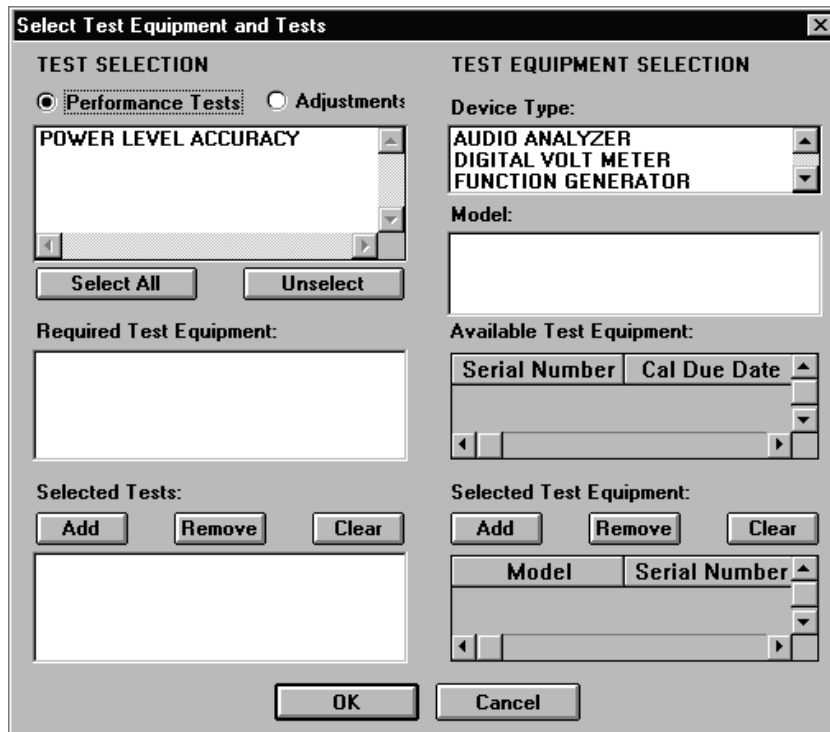 Select Test Equipment and Tests
TEST SELECTION
Performance Tests
Adjustments
POWER LEVEL ACCURACY
Select All
Unselect
Required Test Equipment:
Selected Tests:
Add
Remove
Clear
TEST EQUIPMENT SELECTION
Device Type:
AUDIO ANALYZER
DIGITAL VOLT METER
FUNCTION GENERATOR
Model:
Available Test Equipment:
Serial Number Cal Due Date
Selected Test Equipment:
Add
Remove
Clear
Model Serial Number
OK
Cancel